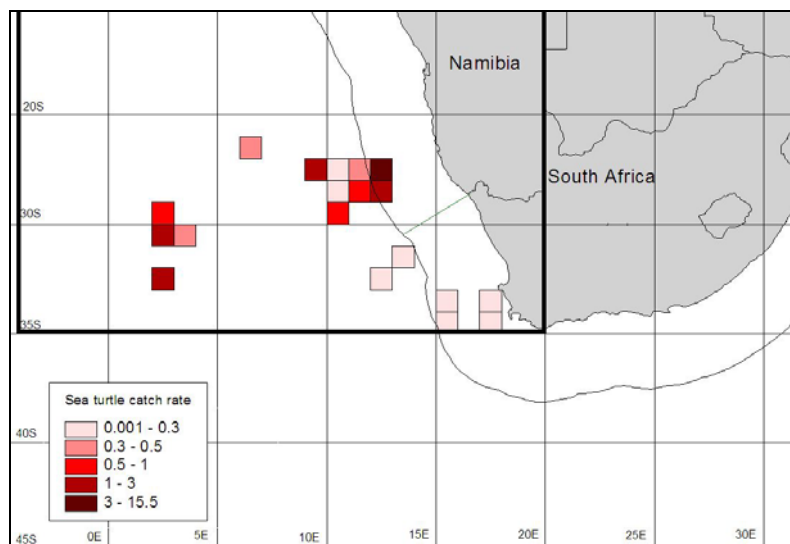 Namibia
20S
South Africa
30S
35S
Sea turtle catch rate
0.001 - 0.3
0.3 - 0.5
0.5 - 1
1 - 3
3 - 15.5
40S
45S
0E
5E
10E
15E
20E
25E
30E